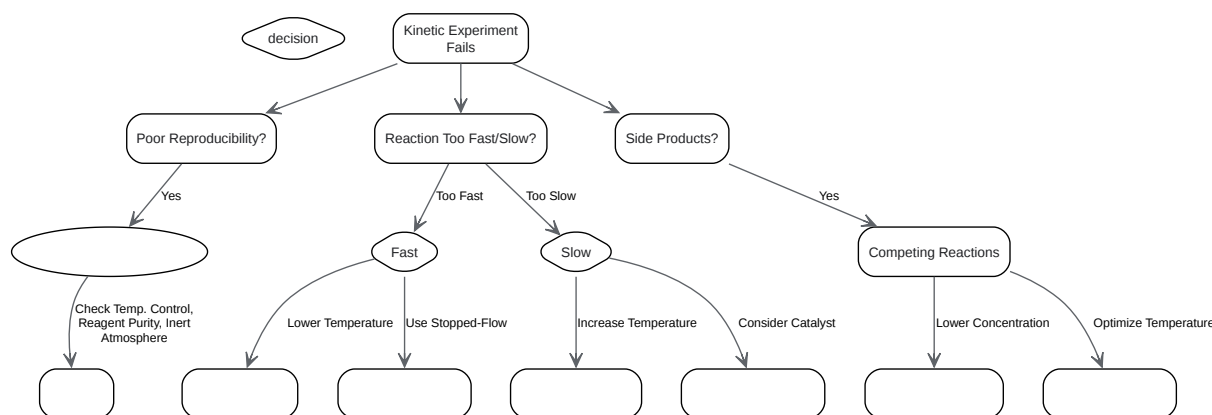 decision
Kinetic Experiment
Fails
Poor Reproducibility?
Reaction Too Fast/Slow?
Side Products?
Yes
Too Fast
Too Slow
Yes
Fast
Slow
Competing Reactions
Check Temp. Control,
Reagent Purity, Inert
Atmosphere
Lower Temperature
Use Stopped-Flow
Increase Temperature
Consider Catalyst
Lower Concentration
Optimize Temperature